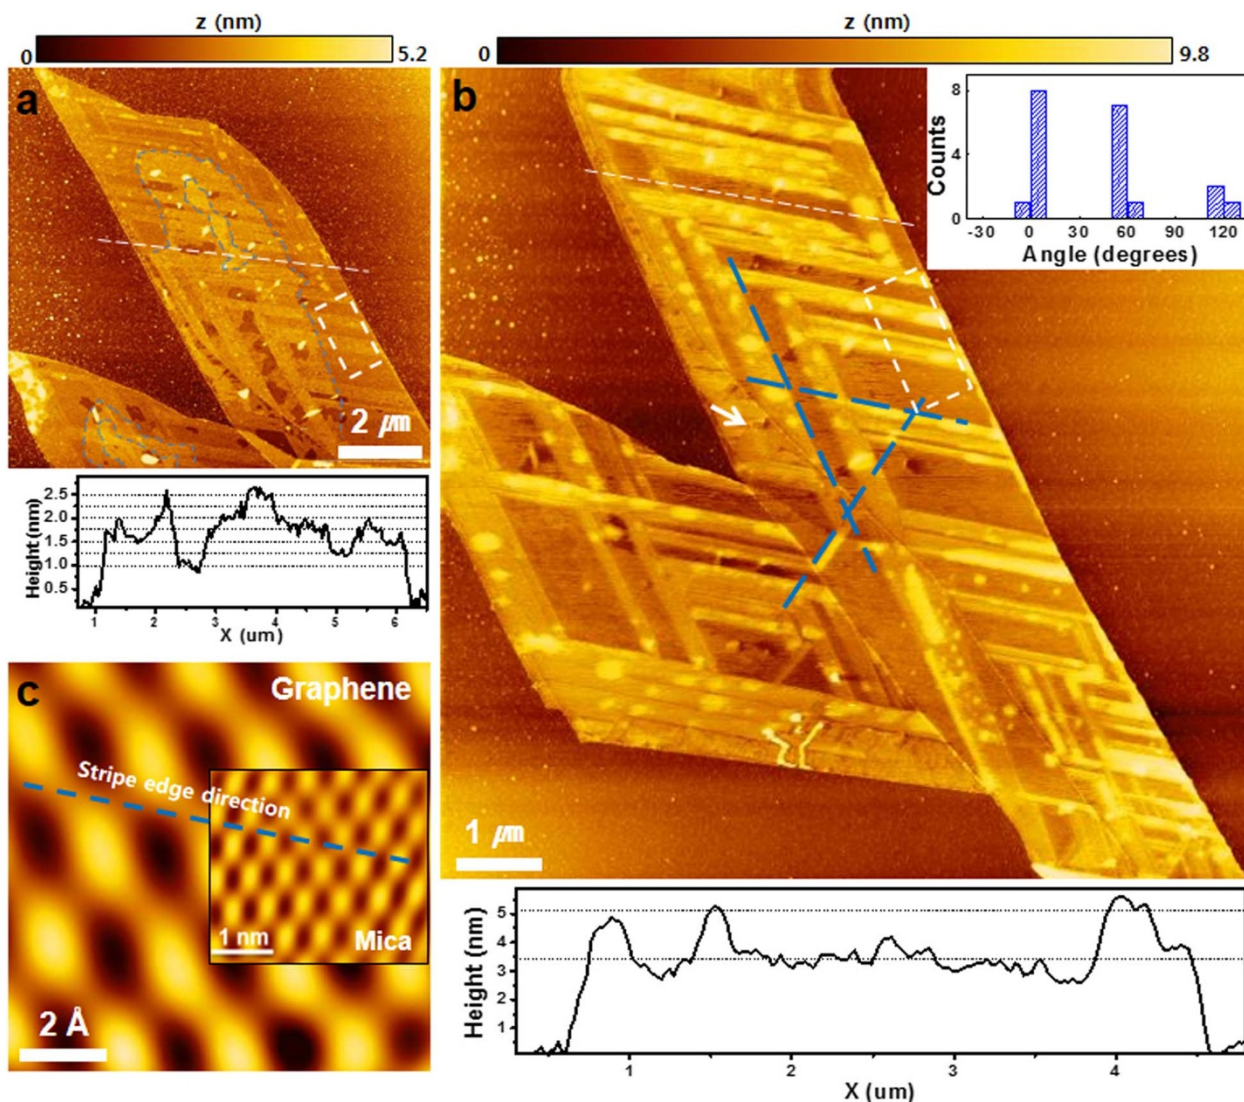 z (nm)
0
5.2
a
2 μm
Height (nm)
2.5
2.0
1.5
1.0
0.5
1 2 3 4 5 6
X (um)
z (nm)
0
9.8
b
Counts
8
4
0
-30 0 30 60 90 120
Angle (degrees)
1 μm
c
Graphene
Stripe edge direction
1 nm
Mica
2 Å
Height (nm)
5
4
3
2
1
1 2 3 4
X (um)